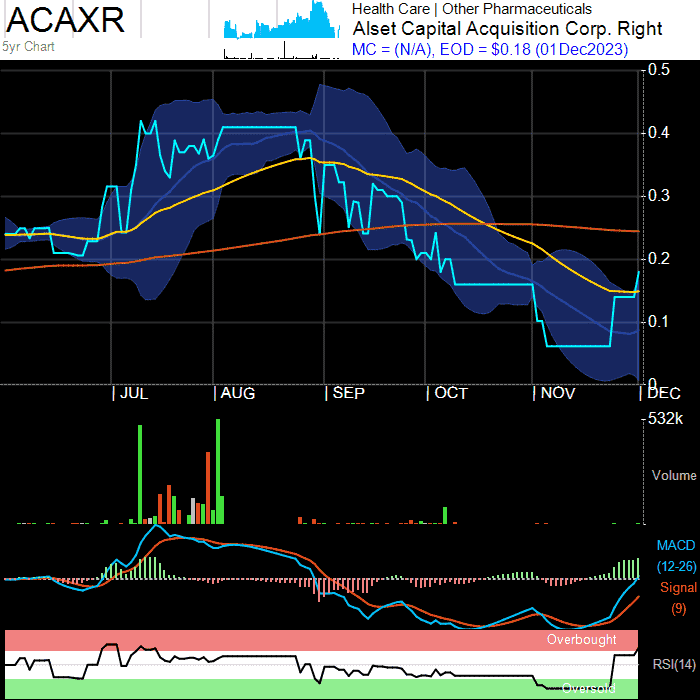 ACAXR
5yr Chart
Health Care | Other Pharmaceuticals
Alset Capital Acquisition Corp. Right
MC = (N/A), EOD = $0.18 (01Dec2023)
0.5
0.4
0.3
0.2
0.1
0
JUL AUG SEP OCT NOV DEC
532k
Volume
MACD
(12-26)
Signal
(9)
Overbought
RSI(14)
Oversold